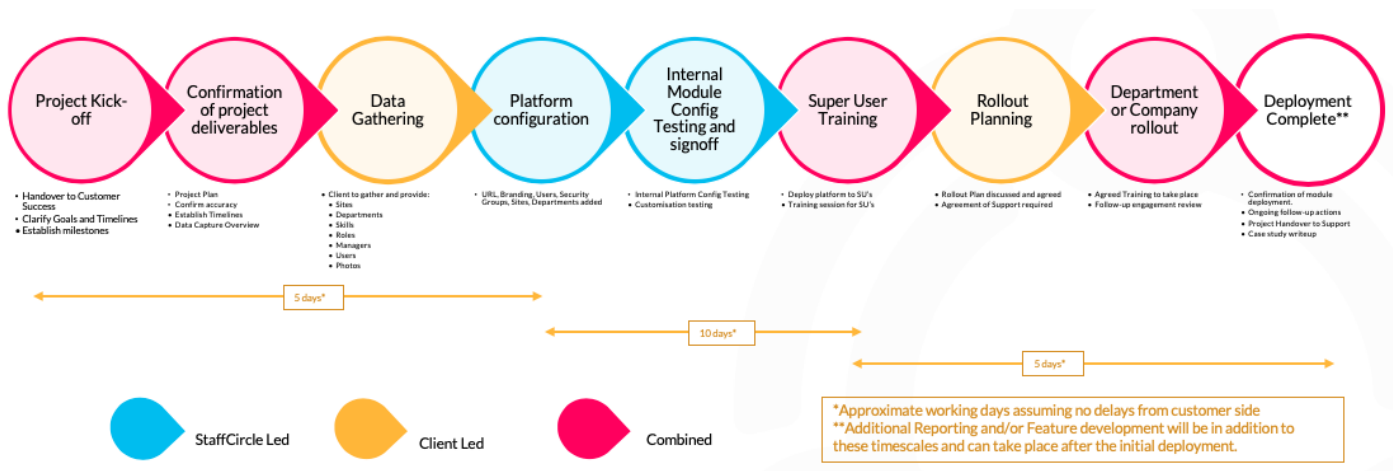 Project Kick-
off
Confirmation
of project
deliverables
Data
Gathering
Platform
configuration
Internal
Module
Config
Testing and
signoff
Super User
Training
Rollout
Planning
Department
or Company
rollout
Deployment
Complete**
• Handover to Customer
Success
• Clarify Goals and Timelines
• Establish milestones
• Project Plan
• Confirm accuracy
• Establish Timelines
• Data Capture Overview
• Client to gather and provide:
• Sites
• Departments
• Skills
• Roles
• Managers
• Users
• Photos
• URL, Branding, Users, Security
Groups, Sites, Departments added
• Internal Platform Config Testing
• Customisation testing
• Deploy platform to SU's
• Training session for SU's
• Rollout Plan discussed and agreed
• Agreement of Support required
• Agreed Training to take place
• Follow-up engagement review
• Confirmation of module
deployment.
• Ongoing follow-up actions
• Project Handover to Support
• Case study writeup
5 days*
10 days*
5 days*
StaffCircle Led
Client Led
Combined
*Approximate working days assuming no delays from customer side
**Additional Reporting and/or Feature development will be in addition to
these timescales and can take place after the initial deployment.